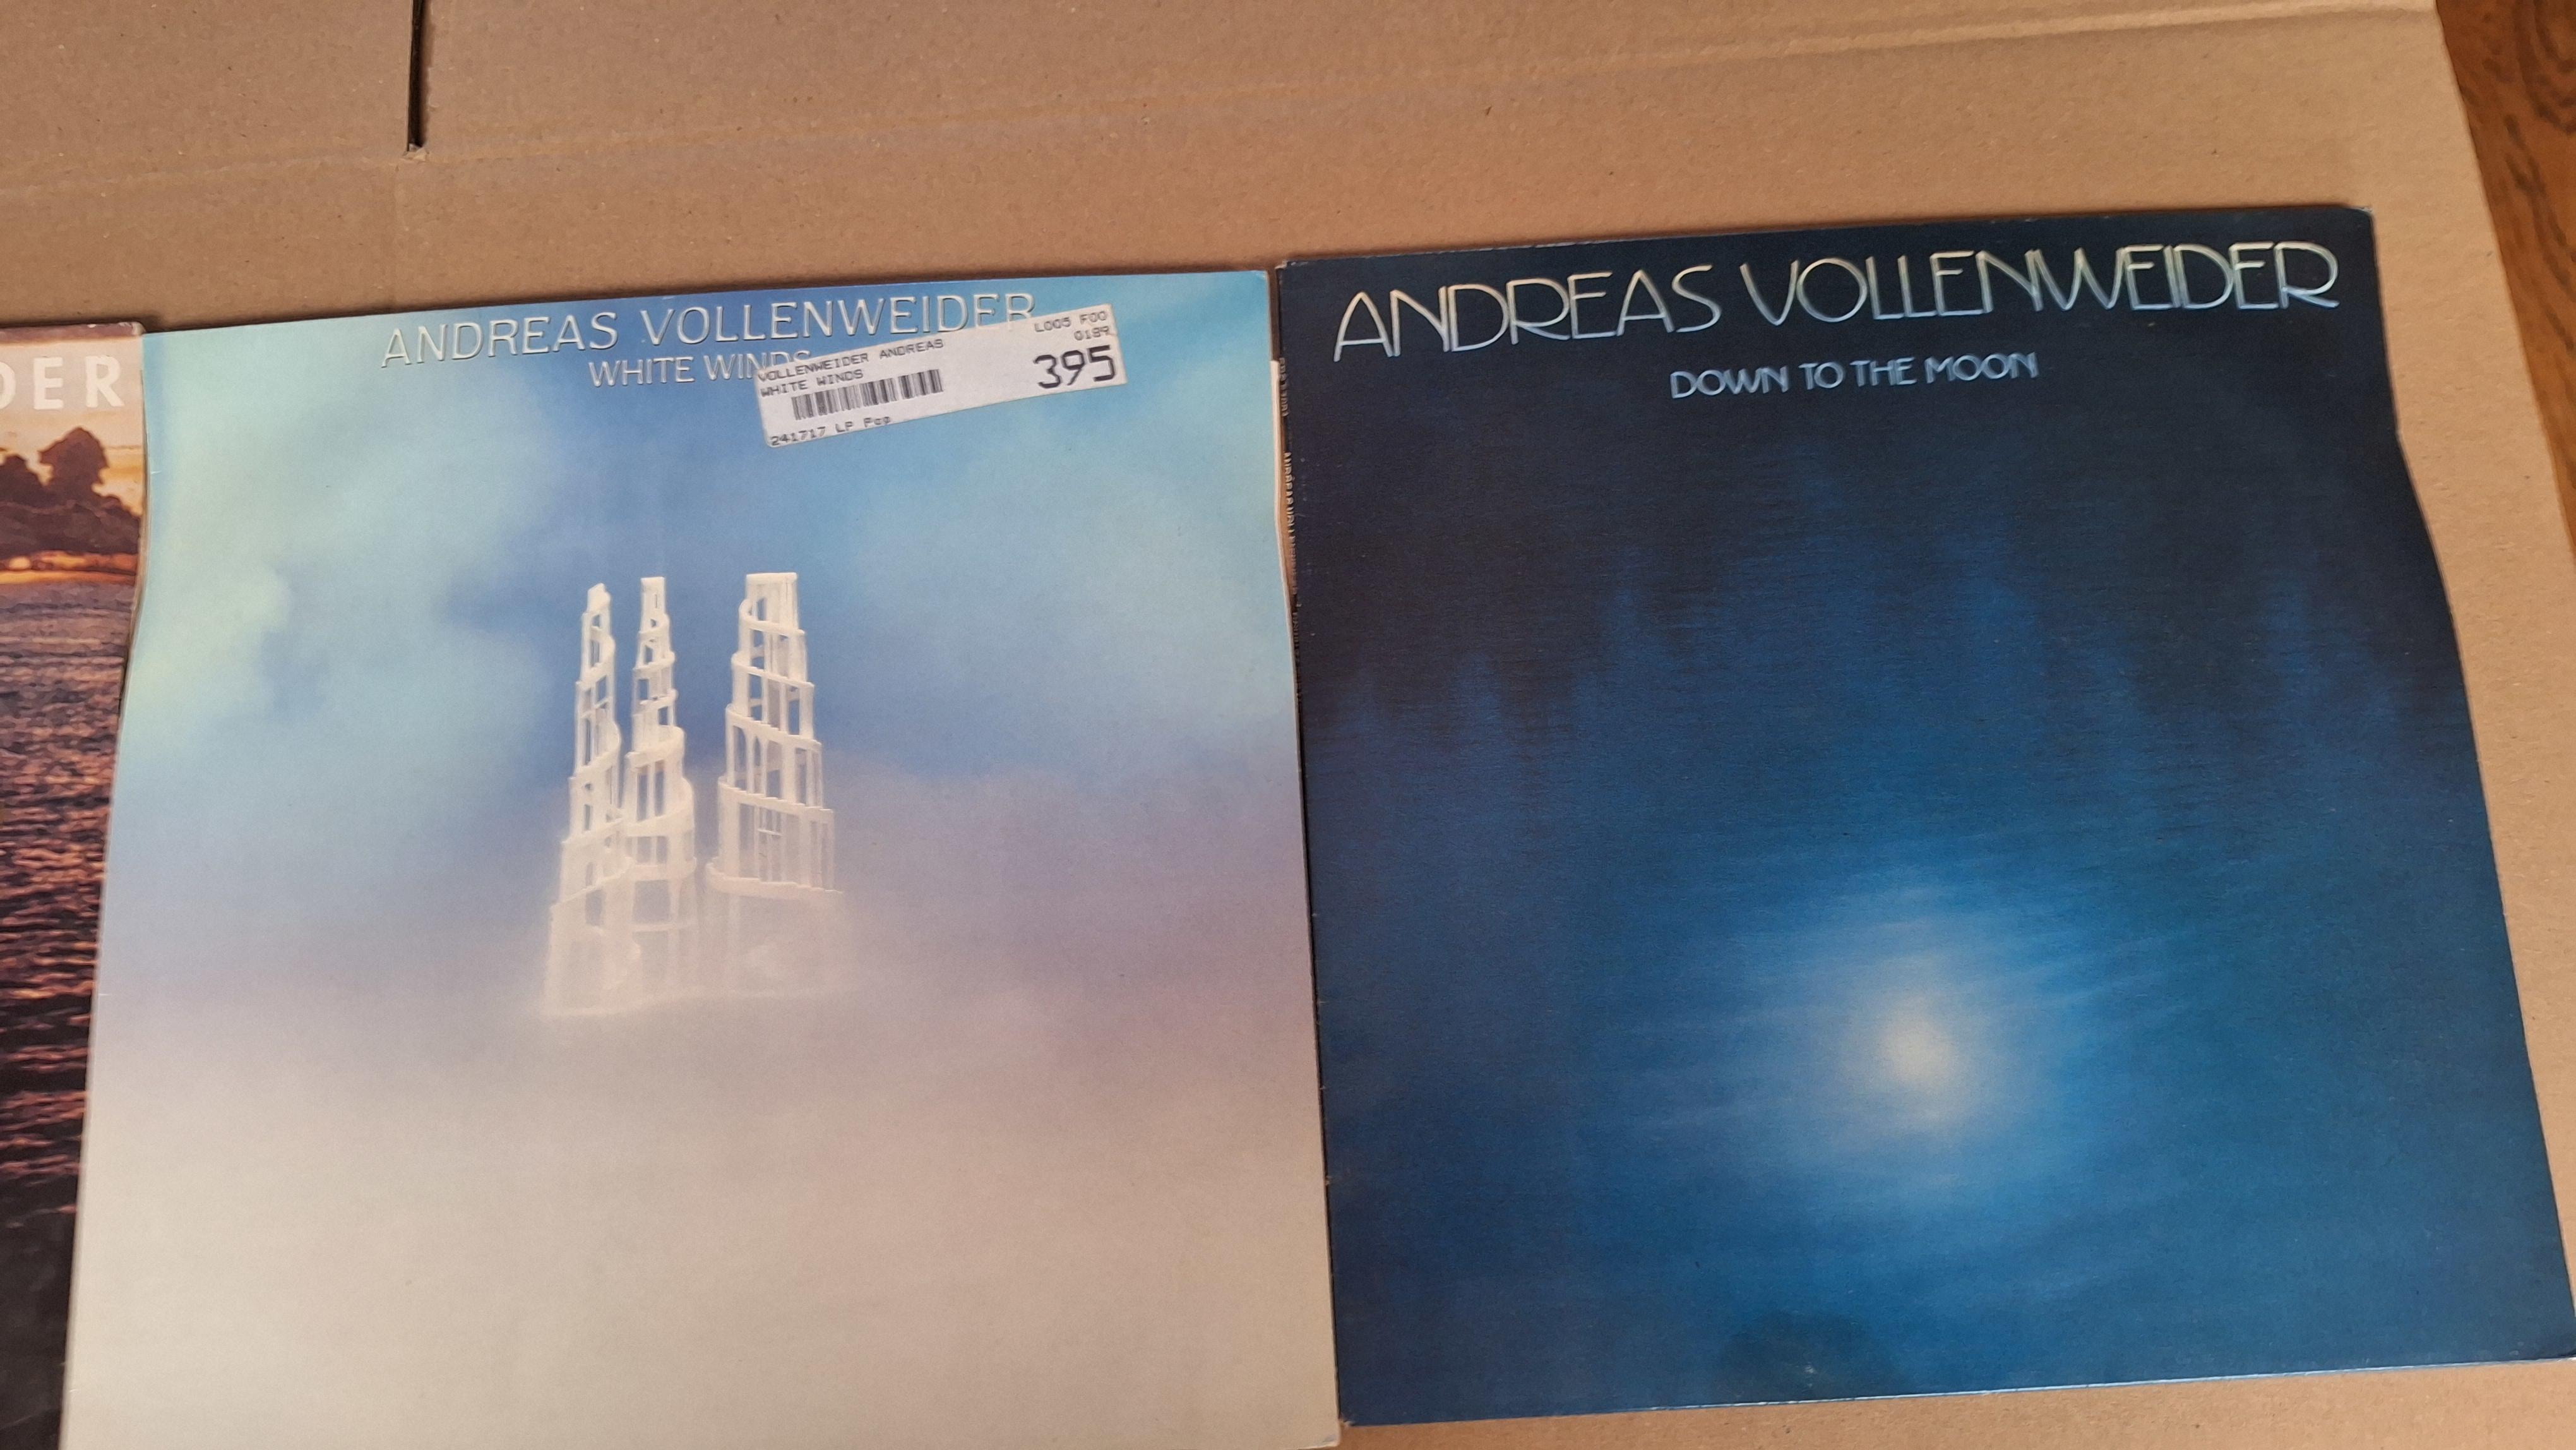 DER
ANDREAS VOLLENWEIDER
WHITE WINDS
L005 F00
0189
VOLLENWEIDER ANDREAS
WHITE WINDS
395
241717 LP Pop
ANDREAS VOLLENWEIDER
DOWN TO THE MOON